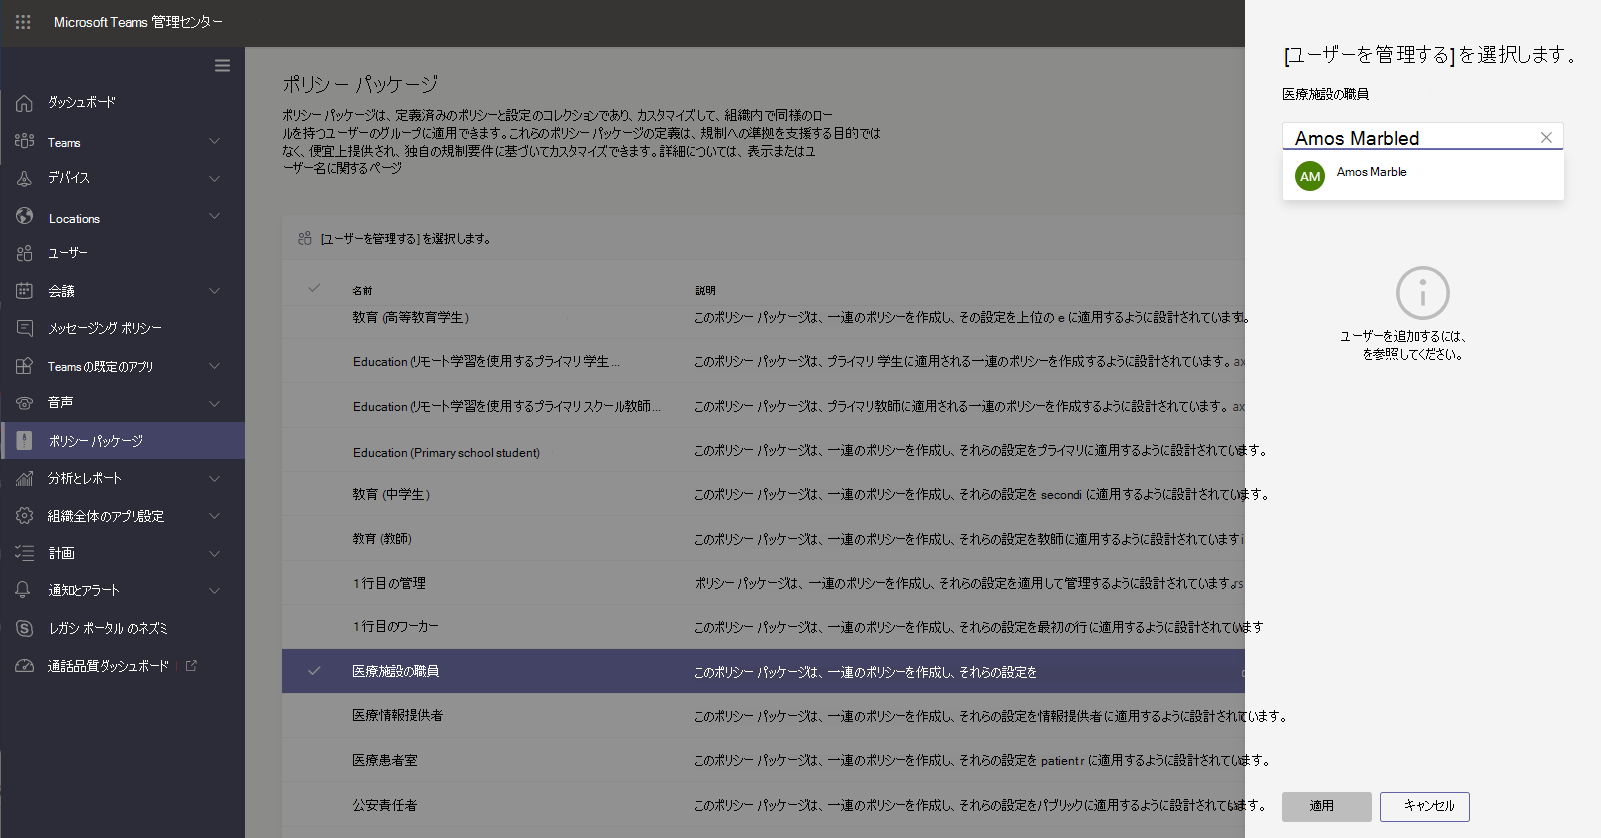 Microsoft Teams 管理センター
ダッシュボード
Teams
デバイス
Locations
ユーザー
会議
メッセージング ポリシー
Teamsの既定のアプリ
音声
ポリシー パッケージ
分析とレポート
組織全体のアプリ設定
計画
通知とアラート
レガシ ポータル のネズミ
通話品質ダッシュボード
ポリシー パッケージ
ポリシー パッケージは、定義済みのポリシーと設定のコレクションであり、カスタマイズして、組織内で同様のロー
ルを持つユーザーのグループに適用できます。これらのポリシー パッケージの定義は、規制への準拠を支援する目的では
なく、便宜上提供され、独自の規制要件に基づいてカスタマイズできます。詳細については、表示またはユ
ーザー名に関するページ
[ユーザーを管理する] を選択します。
名前 説明
教育 (高等教育学生) このポリシー パッケージは、一連のポリシーを作成し、その設定を上位の e に適用するように設計されています。
Education (リモート学習を使用するプライマリ 学生... このポリシー パッケージは、プライマリ 学生に適用される一連のポリシーを作成するように設計されています。ax
Education (リモート学習を使用するプライマリ スクール教師... このポリシー パッケージは、プライマリ教師に適用される一連のポリシーを作成するように設計されています。ax
Education (Primary school student) このポリシー パッケージは、一連のポリシーを作成し、それらの設定をプライマリに適用するように設計されています。
教育 (中学生) このポリシー パッケージは、一連のポリシーを作成し、それらの設定を secondi に適用するように設計されています。
教育 (教師) このポリシー パッケージは、一連のポリシーを作成し、それらの設定を教師に適用するように設計されています
1 行目の管理 ポリシー パッケージは、一連のポリシーを作成し、それらの設定を適用して管理するように設計されています。rs
1 行目のワーカー このポリシー パッケージは、一連のポリシーを作成し、それらの設定を最初の行に適用するように設計されています
医療施設の職員 このポリシー パッケージは、一連のポリシーを作成し、それらの設定を
医療情報提供者 このポリシー パッケージは、一連のポリシーを作成し、それらの設定を情報提供者に適用するように設計されています。
医療患者室 このポリシー パッケージは、一連のポリシーを作成し、それらの設定を patient r に適用するように設計されています。
公安責任者 このポリシー パッケージは、一連のポリシーを作成し、それらの設定をパブリックに適用するように設計されています。
[ユーザーを管理する] を選択します。
医療施設の職員
Amos Marbled
AM Amos Marble
ユーザーを追加するには、
を参照してください。
適用 キャンセル